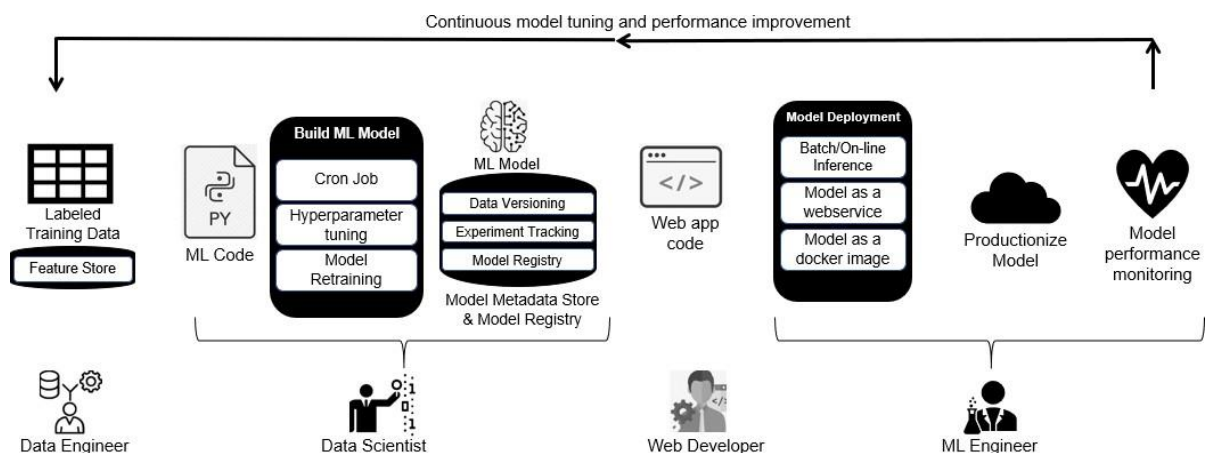 Continuous model tuning and performance improvement
Labeled
Training Data
Feature Store
PY
ML Code
Build ML Model
Cron Job
Hyperparameter
tuning
Model
Retraining
ML Model
Data Versioning
Experiment Tracking
Model Registry
Model Metadata Store
& Model Registry
</>
Web app
code
Model Deployment
Batch/On-line
Inference
Model as a
webservice
Model as a
docker image
Productionize
Model
Model
performance
monitoring
Data Engineer
1
1
Data Scientist
</>
Web Developer
ML Engineer